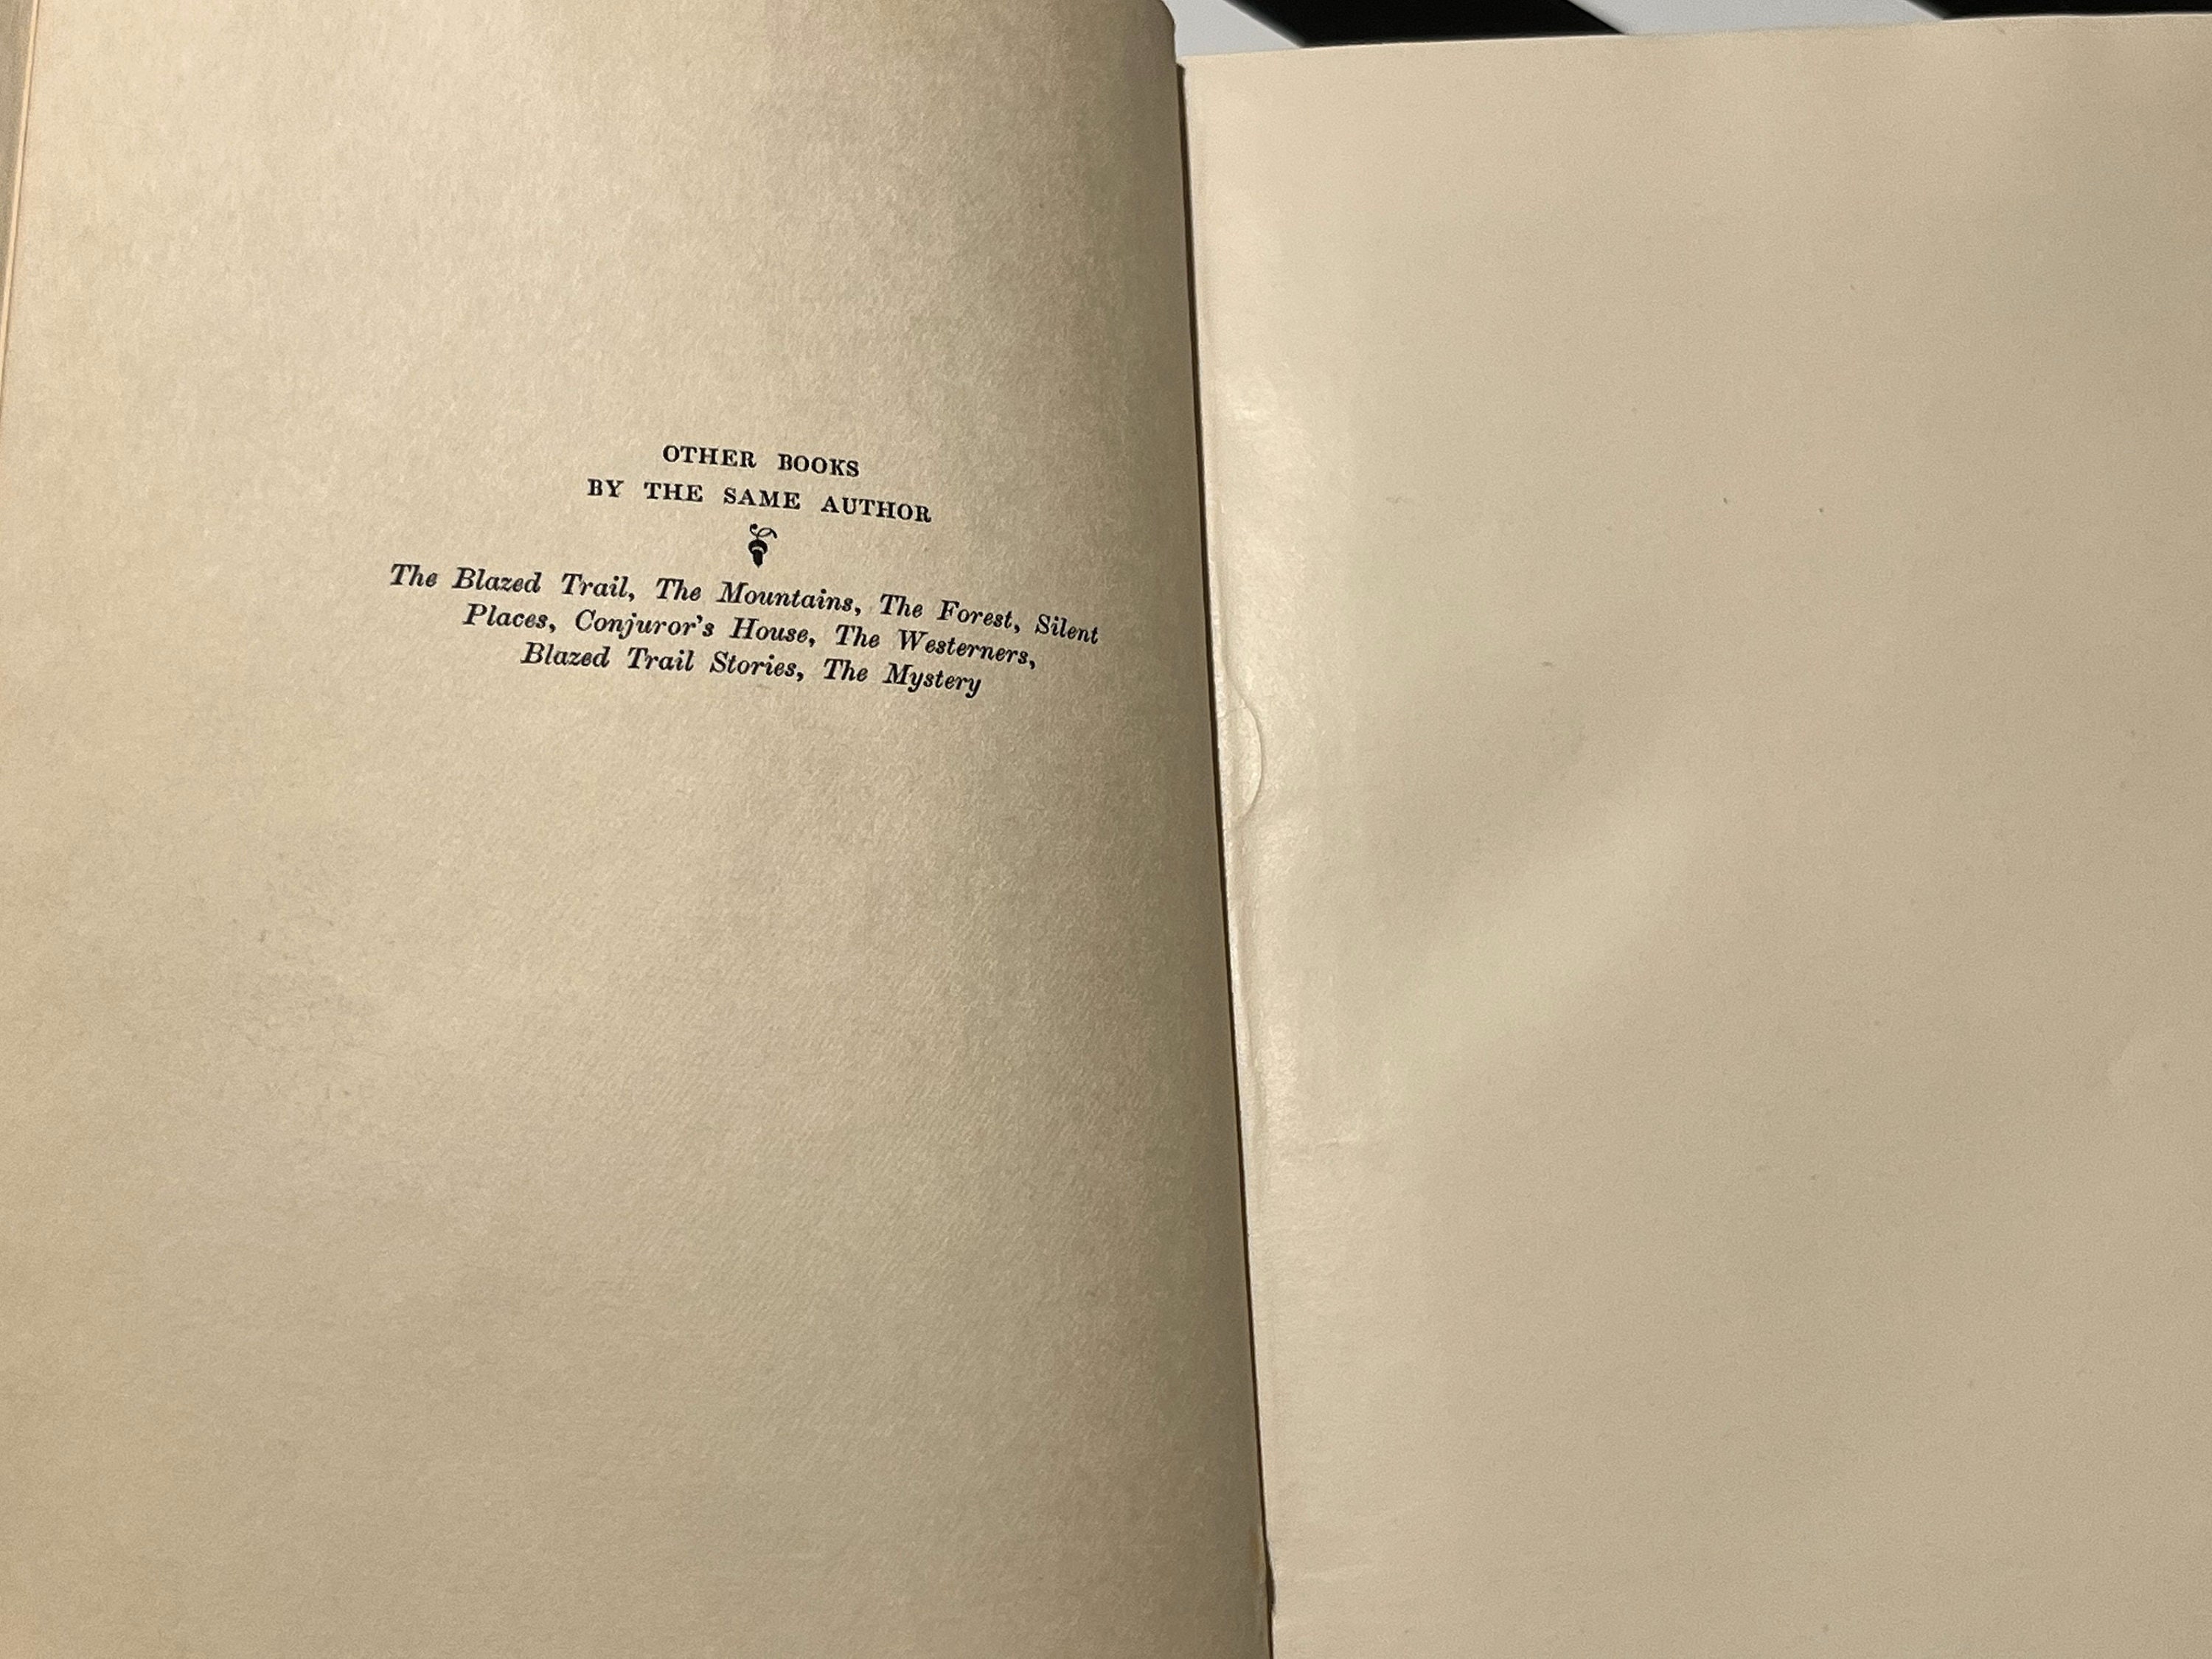 OTHER BOOKS
BY THE SAME AUTHOR
The Blazed Trail, The Mountains, The Forest, Silent
Places, Conjuror's House, The Westerners,
Blazed Trail Stories, The Mystery